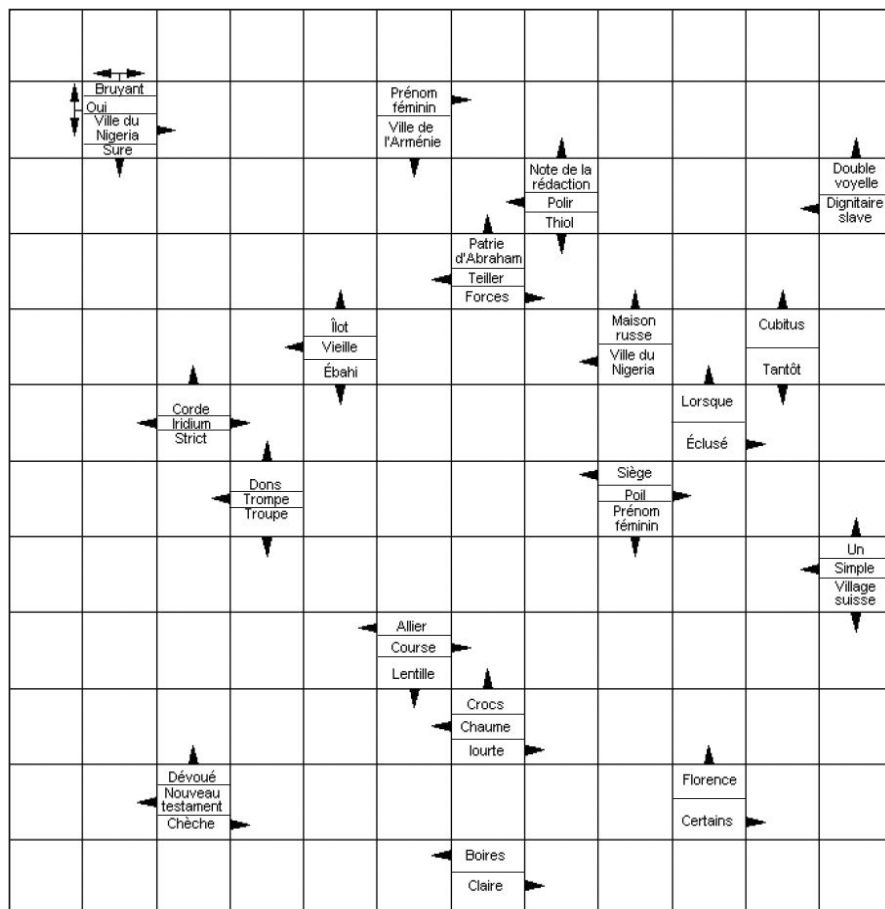 Bruyant
Oui
Ville du
Nigeria
Sure
Prénom
féminin
Ville de
l'Arménie
Note de la
rédaction
Polir
Thiol
Double
voyelle
Dignitaire
slave
Patrie
d'Abraham
Teiller
Forces
Îlot
Vieille
Ébahi
Maison
russe
Ville du
Nigeria
Cubitus
Tantôt
Corde
Iridium
Strict
Lorsque
Éclusé
Dons
Trompe
Troupe
Siège
Poil
Prénom
féminin
Un
Simple
Village
suisse
Allier
Course
Lentille
Crocs
Chaume
Iourte
Dévoué
Nouveau
testament
Chèche
Florence
Certains
Boires
Claire